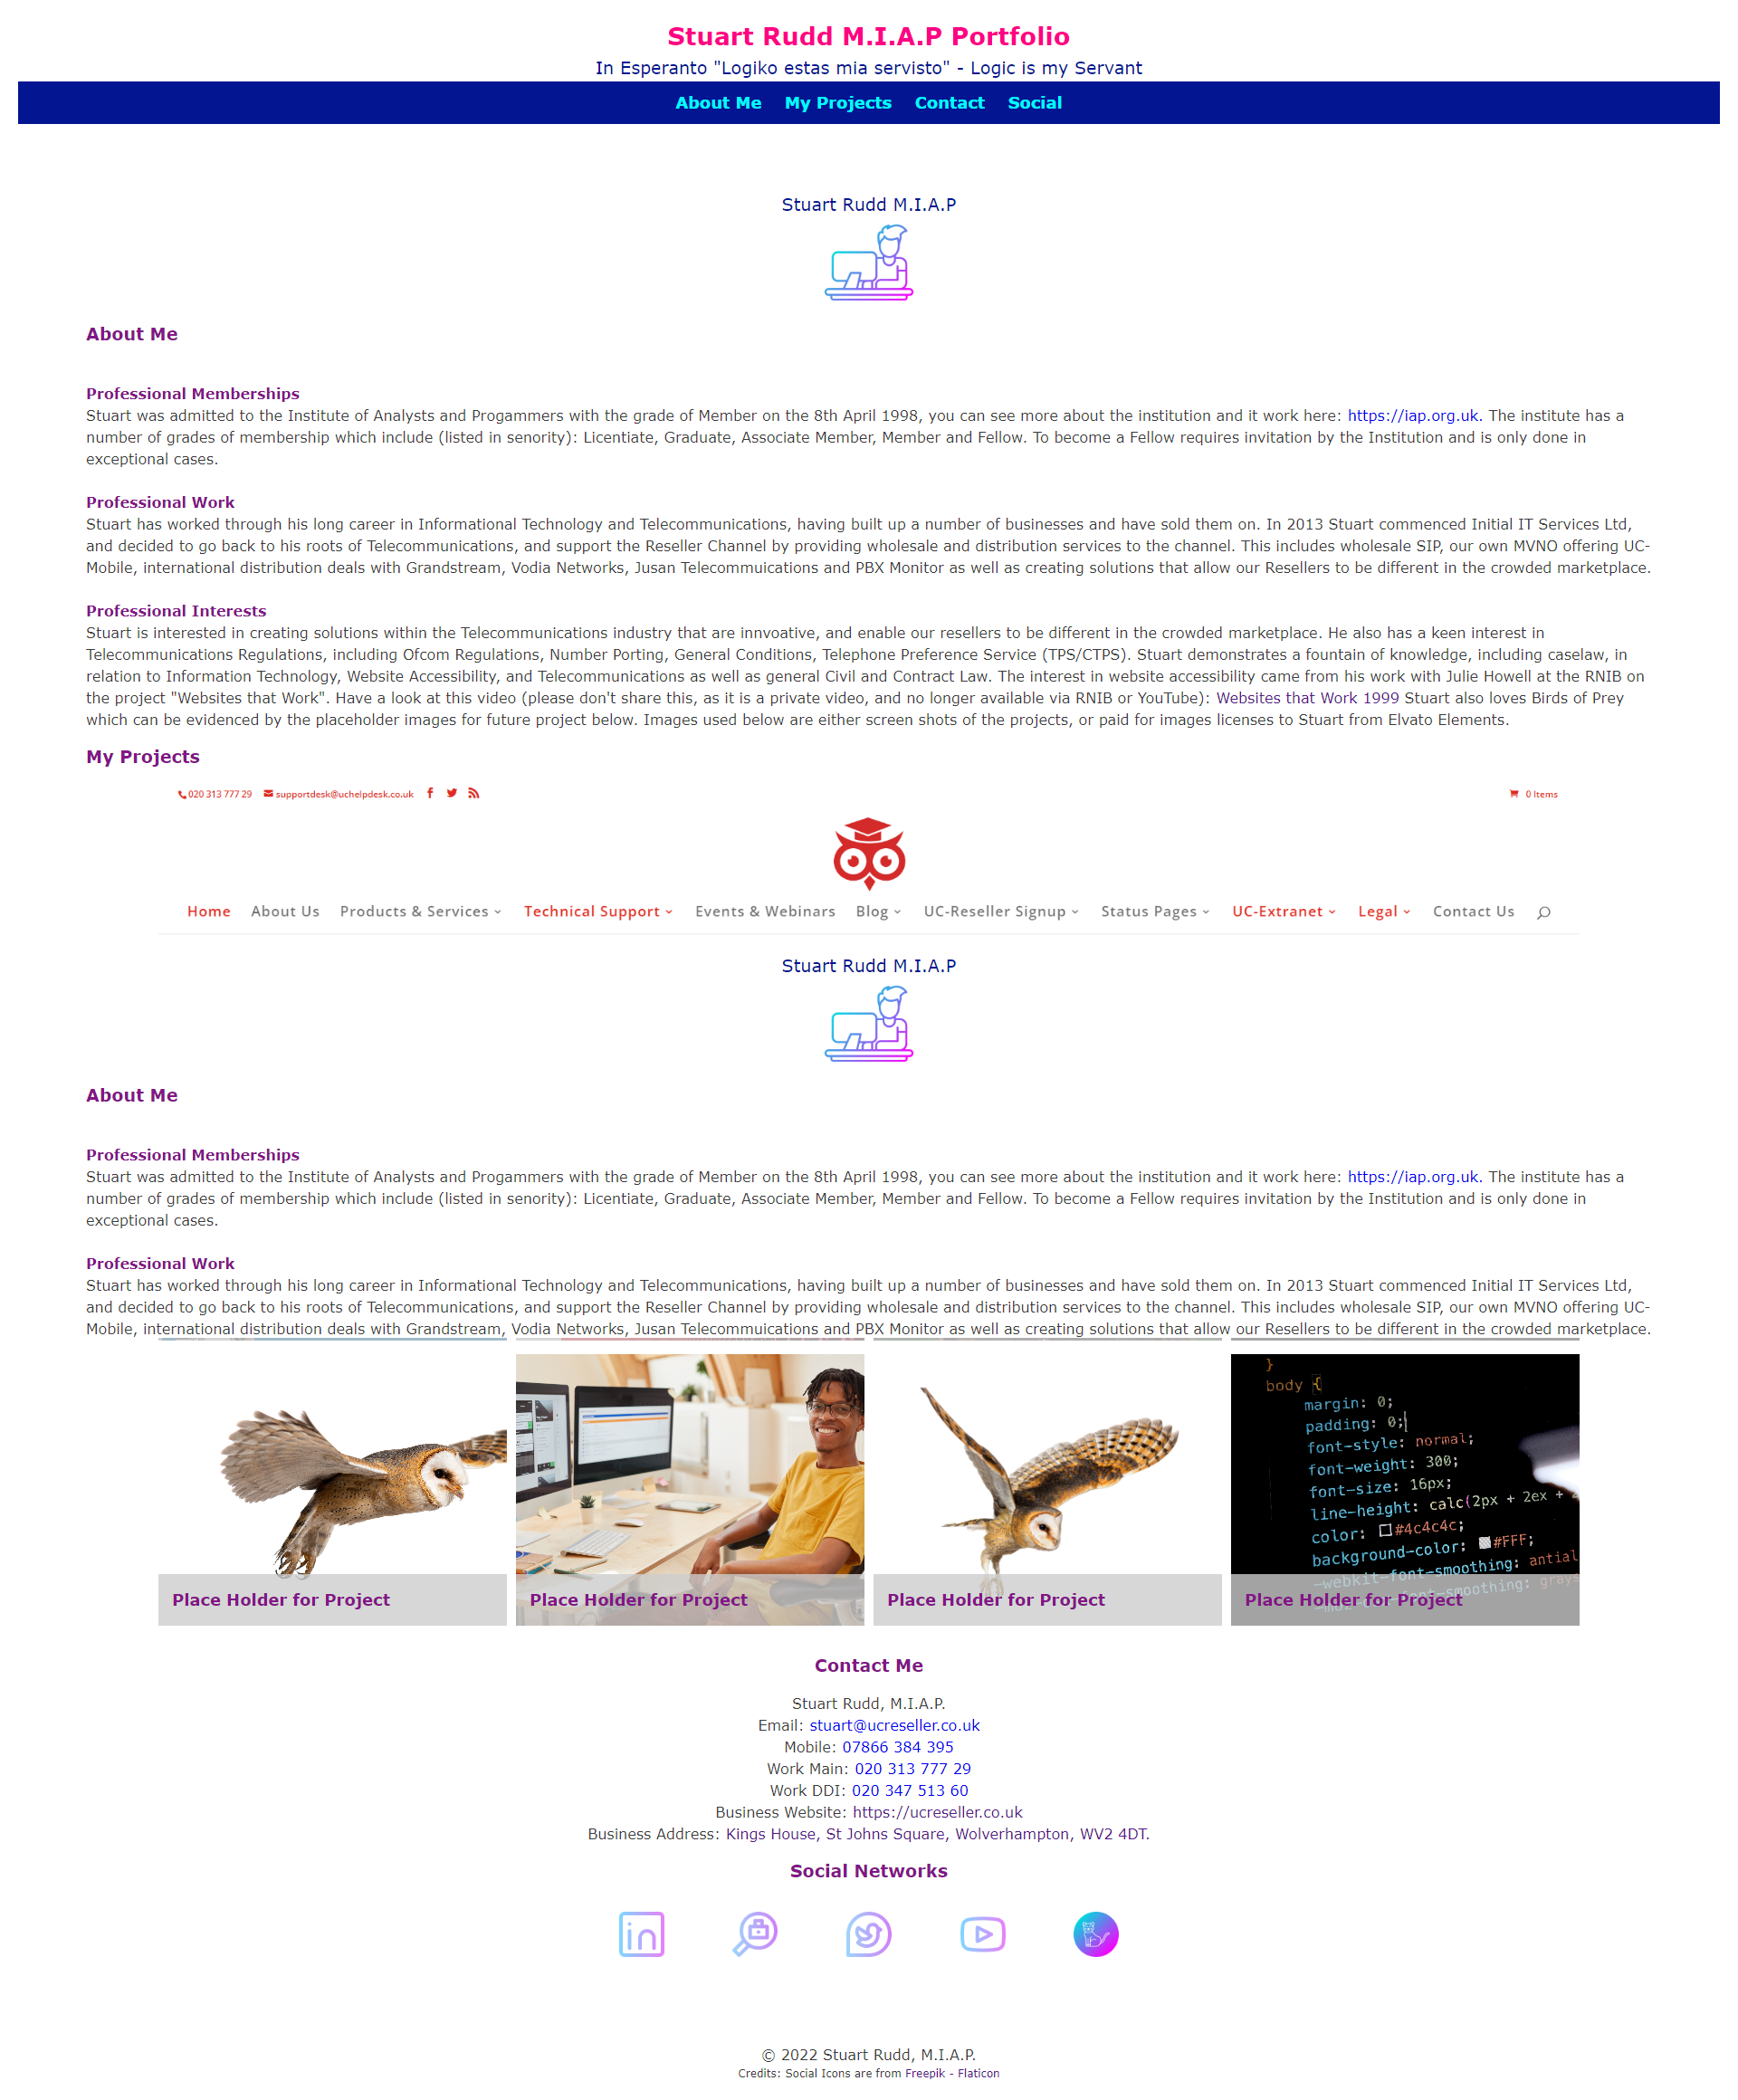 Stuart Rudd M.I.A.P Portfolio
In Esperanto "Logiko estas mia servisto" - Logic is my Servant
About Me My Projects Contact Social
Stuart Rudd M.I.A.P
About Me
Professional Memberships
Stuart was admitted to the Institute of Analysts and Progammers with the grade of Member on the 8th April 1998, you can see more about the institution and it work here: https://iap.org.uk. The institute has a
number of grades of membership which include (listed in senority): Licentiate, Graduate, Associate Member, Member and Fellow. To become a Fellow requires invitation by the Institution and is only done in
exceptional cases.
Professional Work
Stuart has worked through his long career in Informational Technology and Telecommunications, having built up a number of businesses and have sold them on. In 2013 Stuart commenced Initial IT Services Ltd,
and decided to go back to his roots of Telecommunications, and support the Reseller Channel by providing wholesale and distribution services to the channel. This includes wholesale SIP, our own MVNO offering UC-
Mobile, international distribution deals with Grandstream, Vodia Networks, Jusan Telecommuications and PBX Monitor as well as creating solutions that allow our Resellers to be different in the crowded marketplace.
Professional Interests
Stuart is interested in creating solutions within the Telecommunications industry that are innvoative, and enable our resellers to be different in the crowded marketplace. He also has a keen interest in
Telecommunications Regulations, including Ofcom Regulations, Number Porting, General Conditions, Telephone Preference Service (TPS/CTPS). Stuart demonstrates a fountain of knowledge, including caselaw, in
relation to Information Technology, Website Accessibility, and Telecommunications as well as general Civil and Contract Law. The interest in website accessibility came from his work with Julie Howell at the RNIB on
the project "Websites that Work". Have a look at this video (please don't share this, as it is a private video, and no longer available via RNIB or YouTube): Websites that Work 1999 Stuart also loves Birds of Prey
which can be evidenced by the placeholder images for future project below. Images used below are either screen shots of the projects, or paid for images licenses to Stuart from Elvato Elements.
My Projects
020 313 777 29 supportdesk@uchelpdesk.co.uk 0 Items
Home About Us Products & Services Technical Support Events & Webinars Blog UC-Reseller Signup Status Pages UC-Extranet Legal Contact Us
Stuart Rudd M.I.A.P
About Me
Professional Memberships
Stuart was admitted to the Institute of Analysts and Progammers with the grade of Member on the 8th April 1998, you can see more about the institution and it work here: https://iap.org.uk. The institute has a
number of grades of membership which include (listed in senority): Licentiate, Graduate, Associate Member, Member and Fellow. To become a Fellow requires invitation by the Institution and is only done in
exceptional cases.
Professional Work
Stuart has worked through his long career in Informational Technology and Telecommunications, having built up a number of businesses and have sold them on. In 2013 Stuart commenced Initial IT Services Ltd,
and decided to go back to his roots of Telecommunications, and support the Reseller Channel by providing wholesale and distribution services to the channel. This includes wholesale SIP, our own MVNO offering UC-
Mobile, international distribution deals with Grandstream, Vodia Networks, Jusan Telecommuications and PBX Monitor as well as creating solutions that allow our Resellers to be different in the crowded marketplace.
}
body {
margin: 0;
padding: 0;
font-style: normal;
font-weight: 300;
font-size: 16px;
line-height: calc(2px + 2ex +
color: #4c4c4c;
background-color: #FFF;
-webkit-font-smoothing: antial
font-smoothing: grays
Place Holder for Project Place Holder for Project Place Holder for Project Place Holder for Project
Contact Me
Stuart Rudd, M.I.A.P.
Email: stuart@ucreseller.co.uk
Mobile: 07866 384 395
Work Main: 020 313 777 29
Work DDI: 020 347 513 60
Business Website: https://ucreseller.co.uk
Business Address: Kings House, St Johns Square, Wolverhampton, WV2 4DT.
Social Networks
in
© 2022 Stuart Rudd, M.I.A.P.
Credits: Social Icons are from Freepik - Flaticon